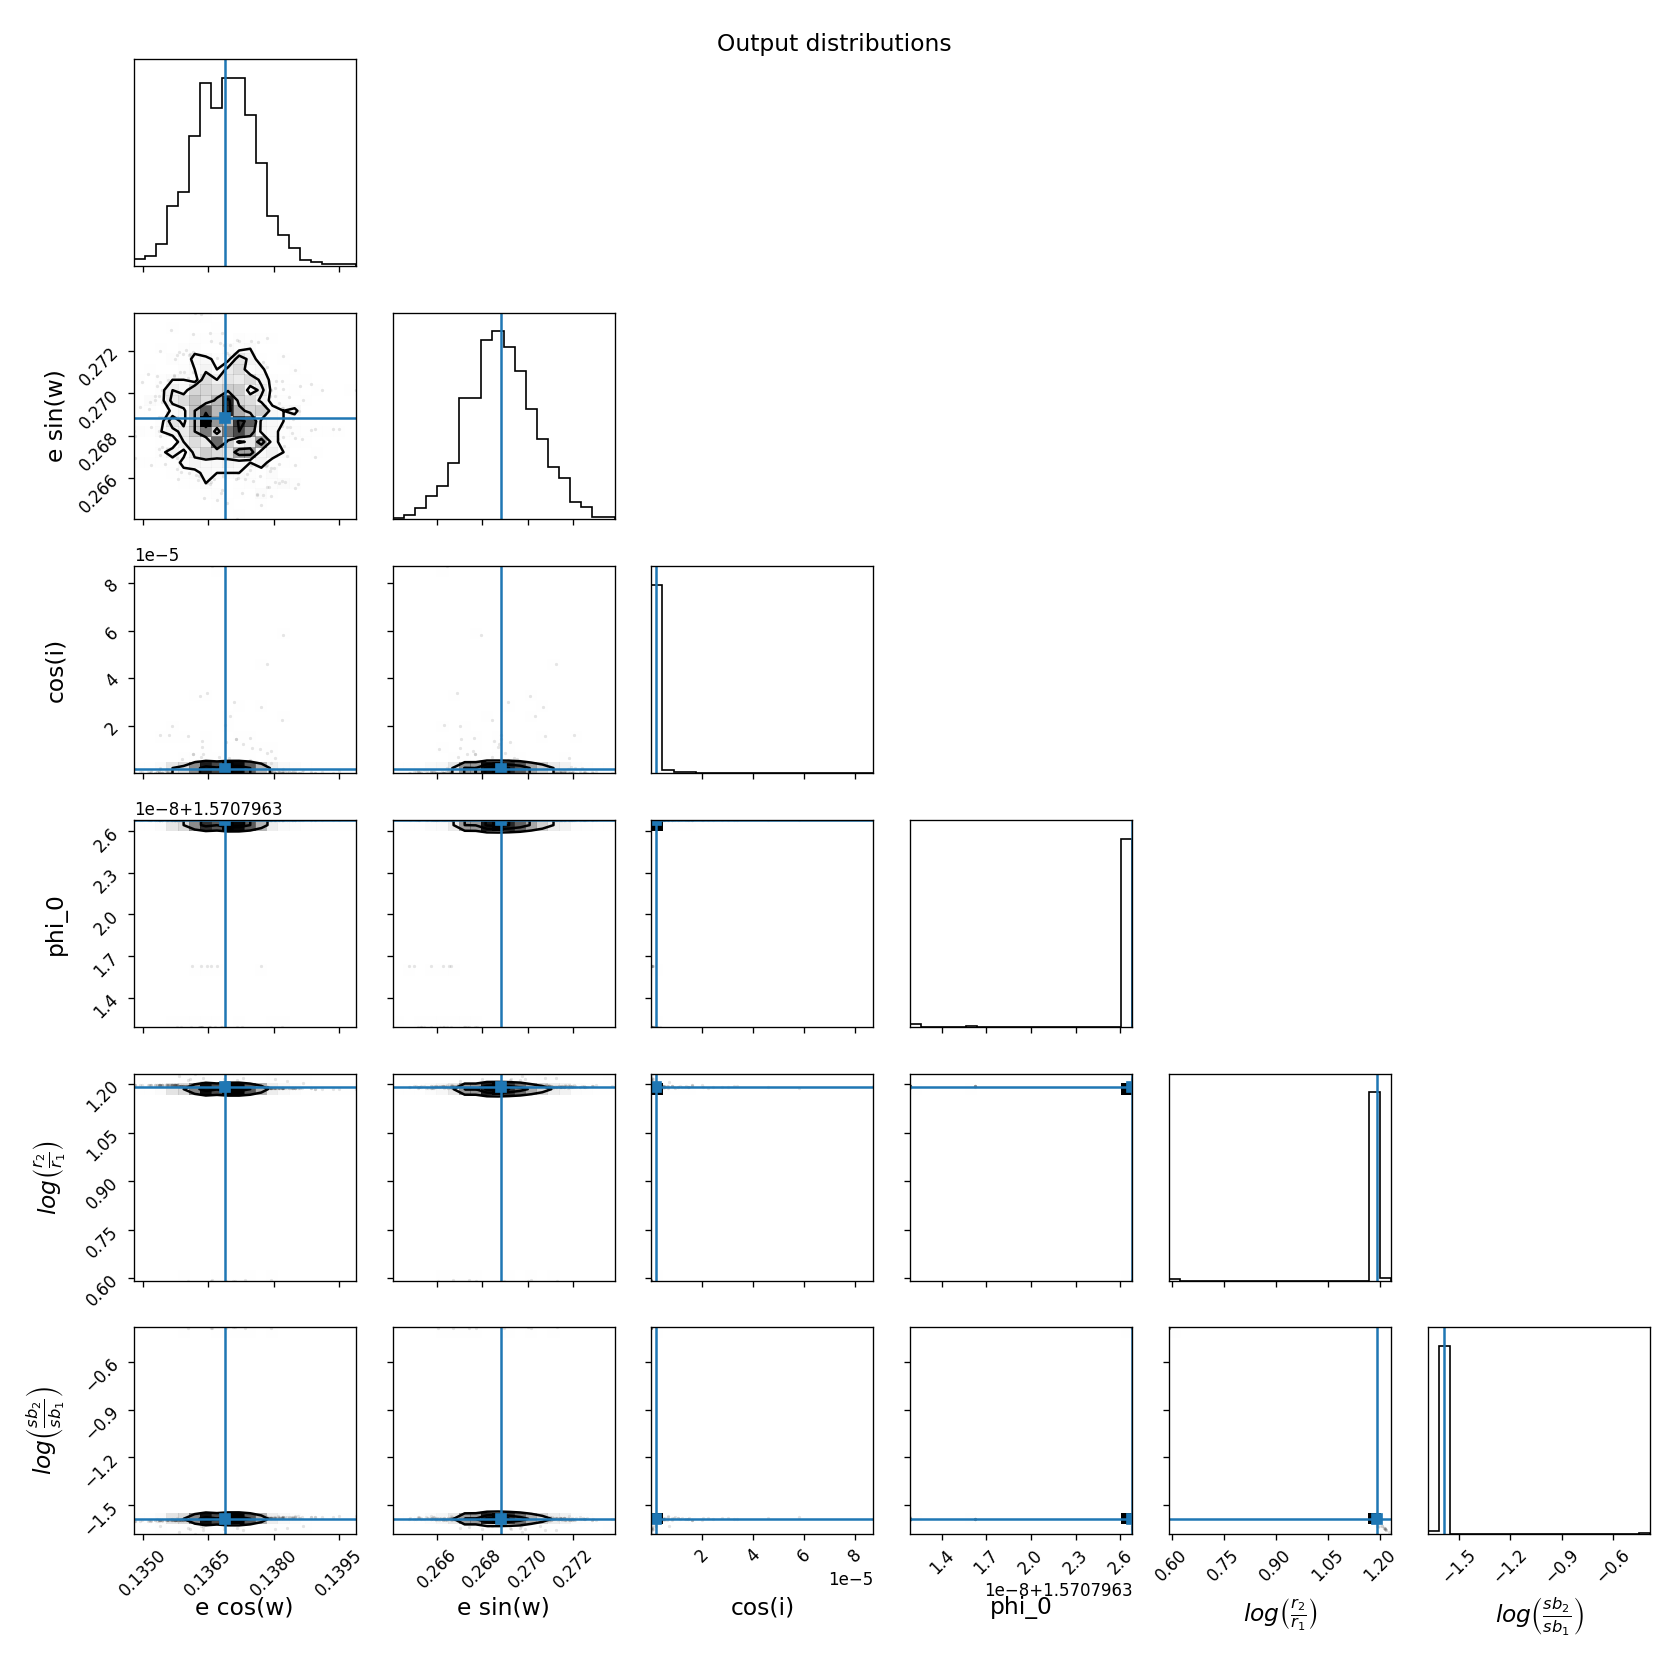 Output distributions
e sin(w)
0.272
0.270
0.268
0.266
1e−5
cos(i)
8
6
4
2
1e−8+1.5707963
phi_0
2.6
2.3
2.0
1.7
1.4
log(r₂/r₁)
1.20
1.05
0.90
0.75
0.60
log(sb₂/sb₁)
−0.6
−0.9
−1.2
−1.5
0.1350 0.1365 0.1380 0.1395
e cos(w)
0.266 0.268 0.270 0.272
e sin(w)
2 4 6 8
1e−5
cos(i)
1.4 1.7 2.0 2.3 2.6
1e−8+1.5707963
phi_0
0.60 0.75 0.90 1.05 1.20
log(r₂/r₁)
−1.5 −1.2 −0.9 −0.6
log(sb₂/sb₁)